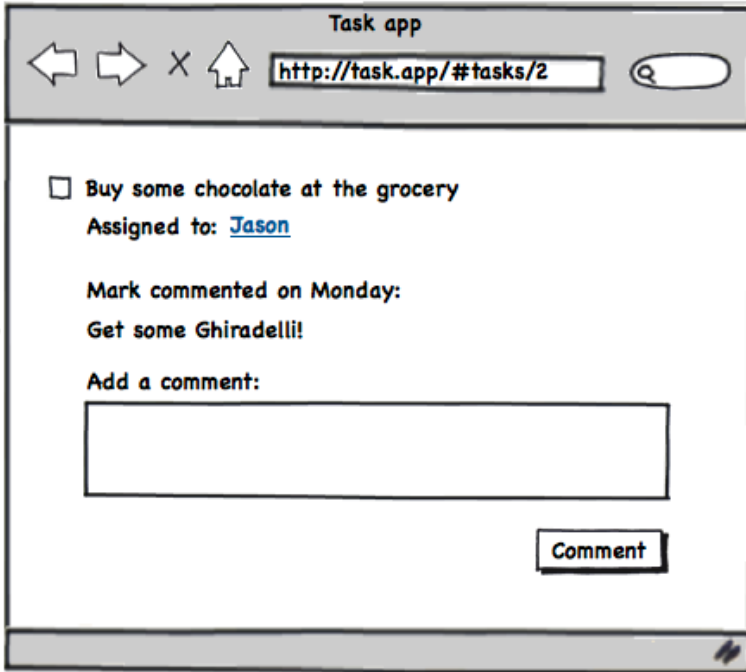 Task app
http://task.app/#tasks/2
Buy some chocolate at the grocery
Assigned to: Jason
Mark commented on Monday:
Get some Ghiradelli!
Add a comment:
Comment